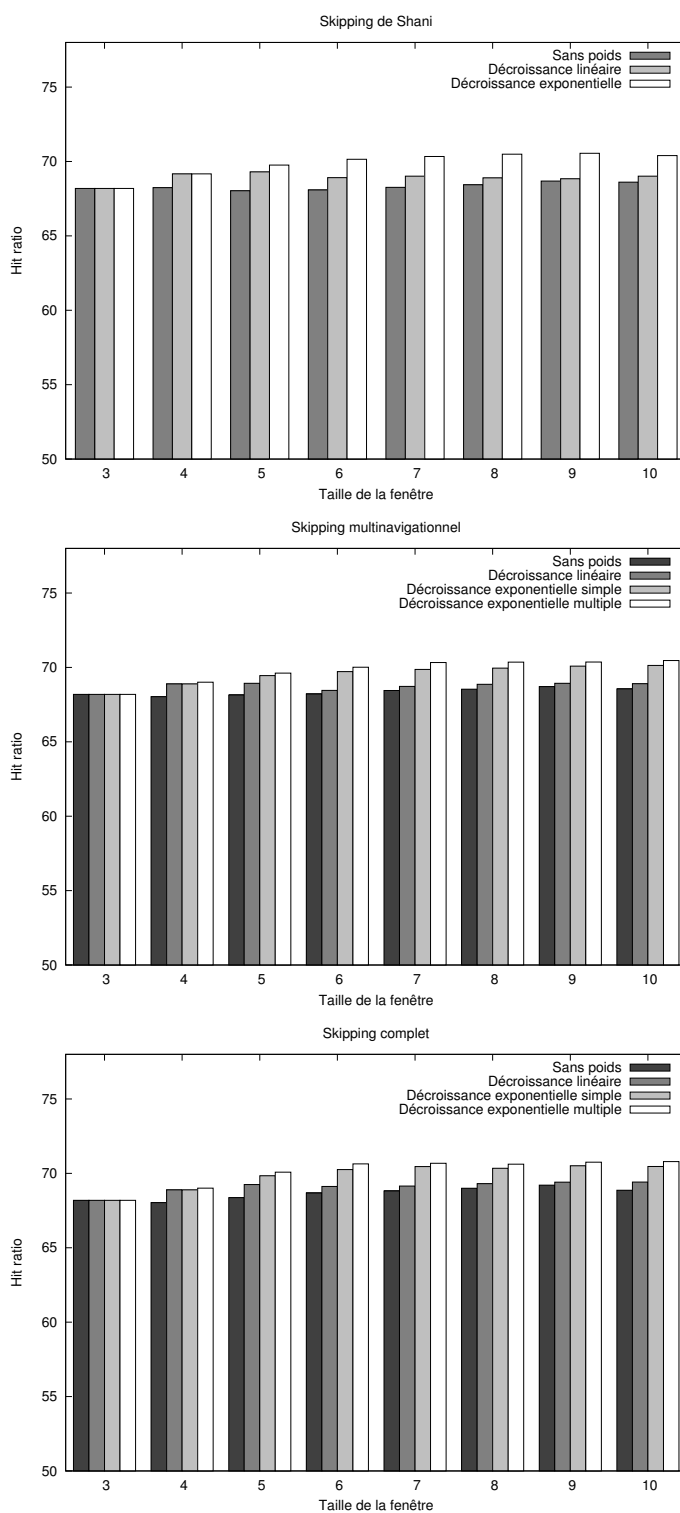 Skipping de Shani
Sans poids
Décroissance linéaire
Décroissance exponentielle
75
70
65
60
55
50
Hit ratio
3 4 5 6 7 8 9 10
Taille de la fenêtre
Skipping multinavigationnel
Sans poids
Décroissance linéaire
Décroissance exponentielle simple
Décroissance exponentielle multiple
75
70
65
60
55
50
Hit ratio
3 4 5 6 7 8 9 10
Taille de la fenêtre
Skipping complet
Sans poids
Décroissance linéaire
Décroissance exponentielle simple
Décroissance exponentielle multiple
75
70
65
60
55
50
Hit ratio
3 4 5 6 7 8 9 10
Taille de la fenêtre